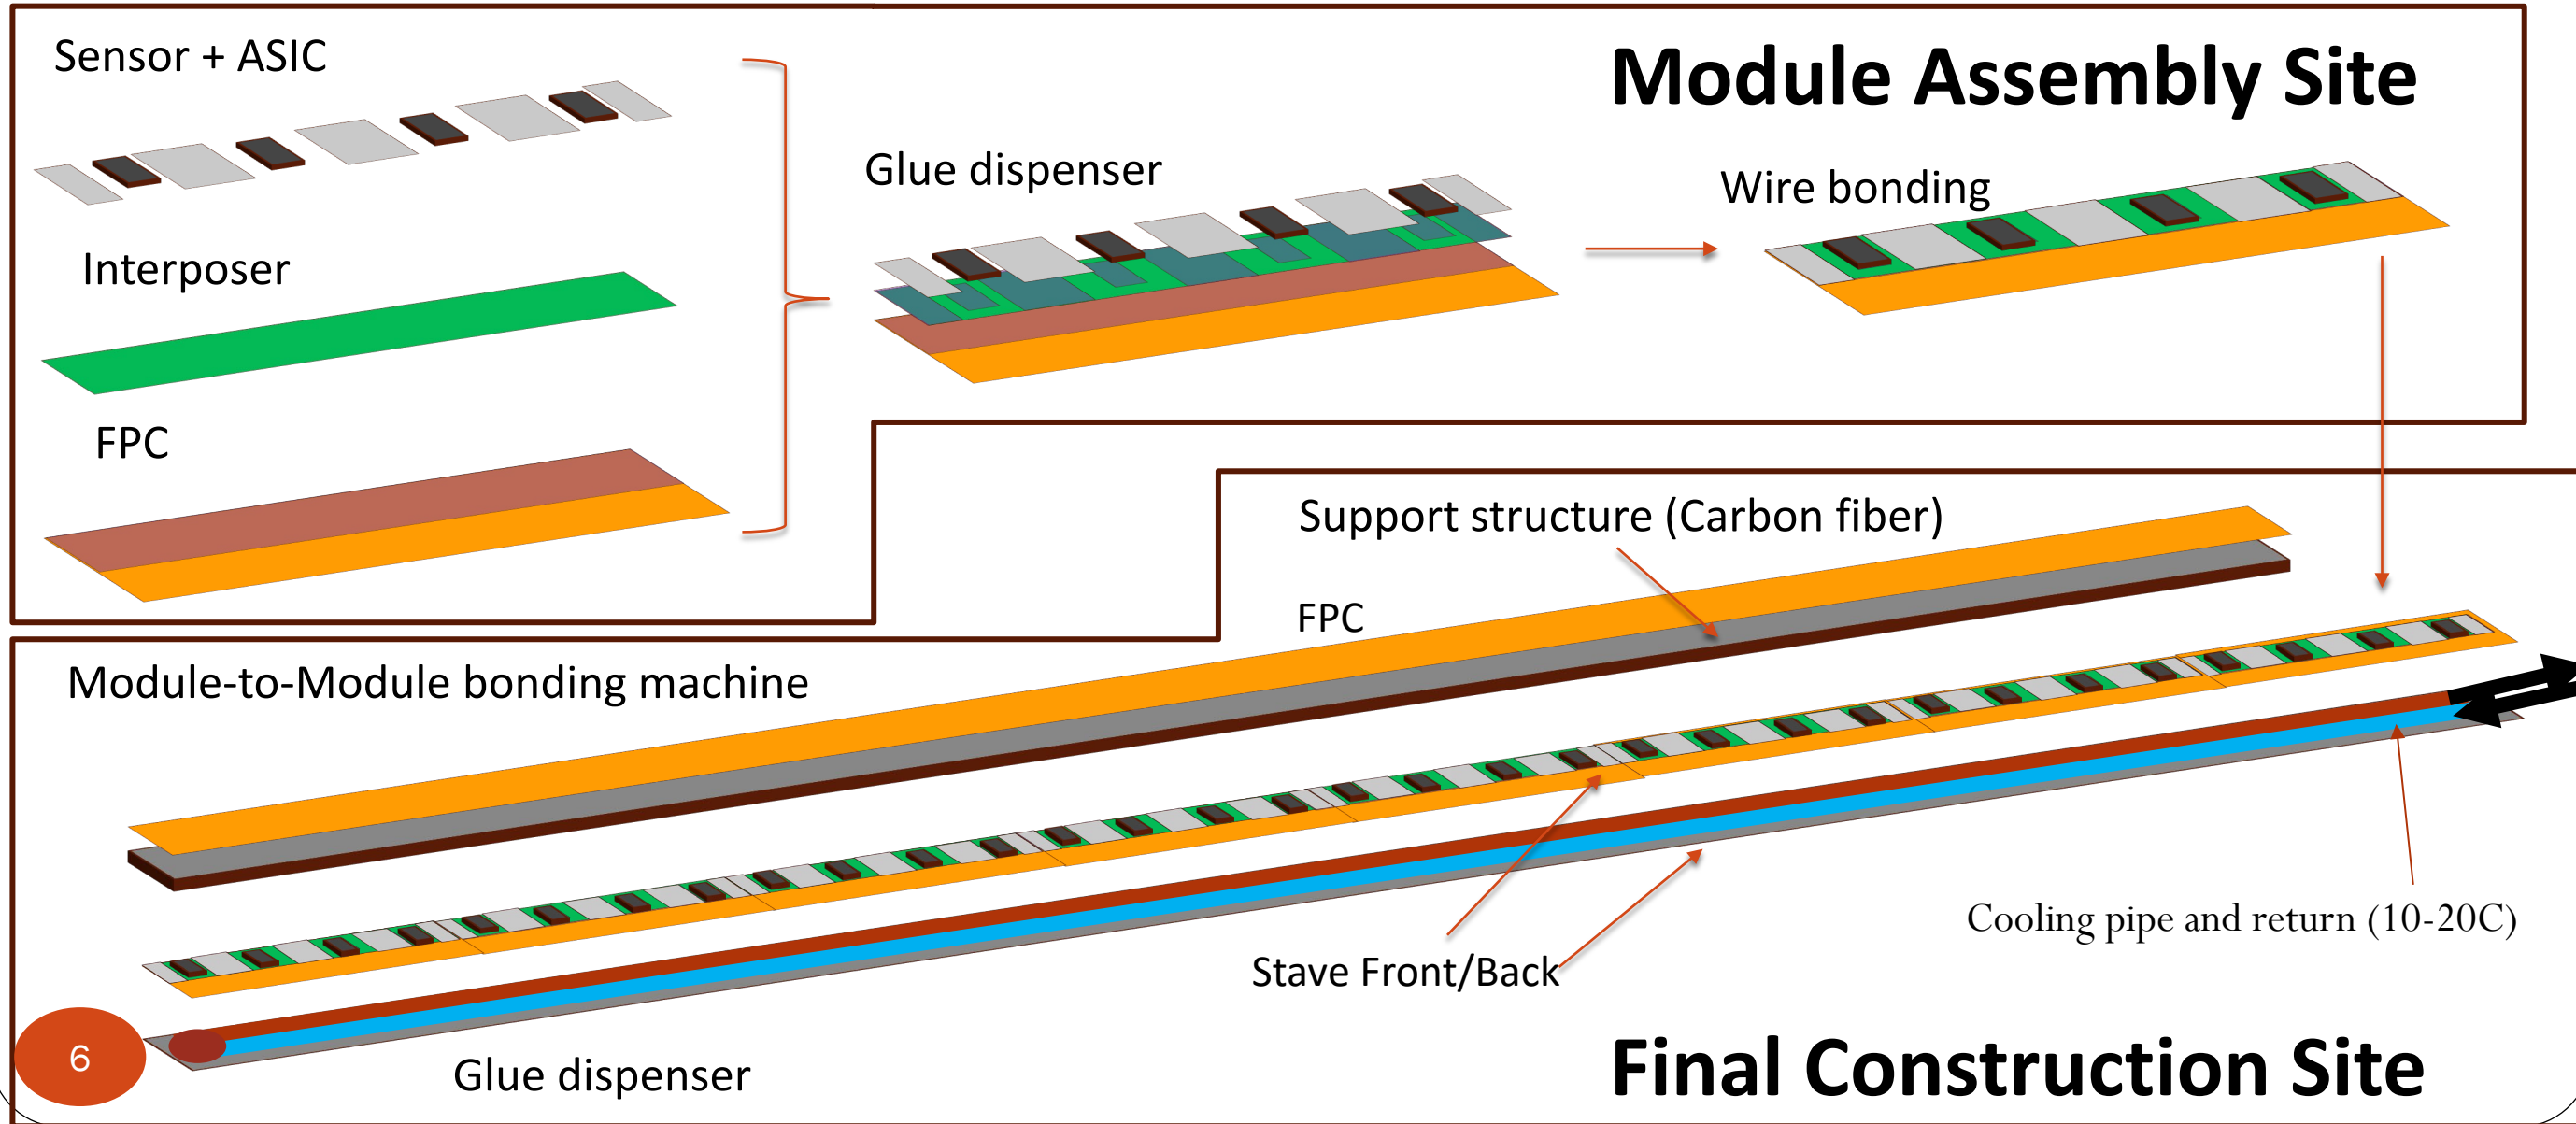 Sensor + ASIC
Module Assembly Site
Glue dispenser
Wire bonding
Interposer
FPC
Support structure (Carbon fiber)
FPC
Module-to-Module bonding machine
Cooling pipe and return (10-20C)
Stave Front/Back
6
Glue dispenser
Final Construction Site